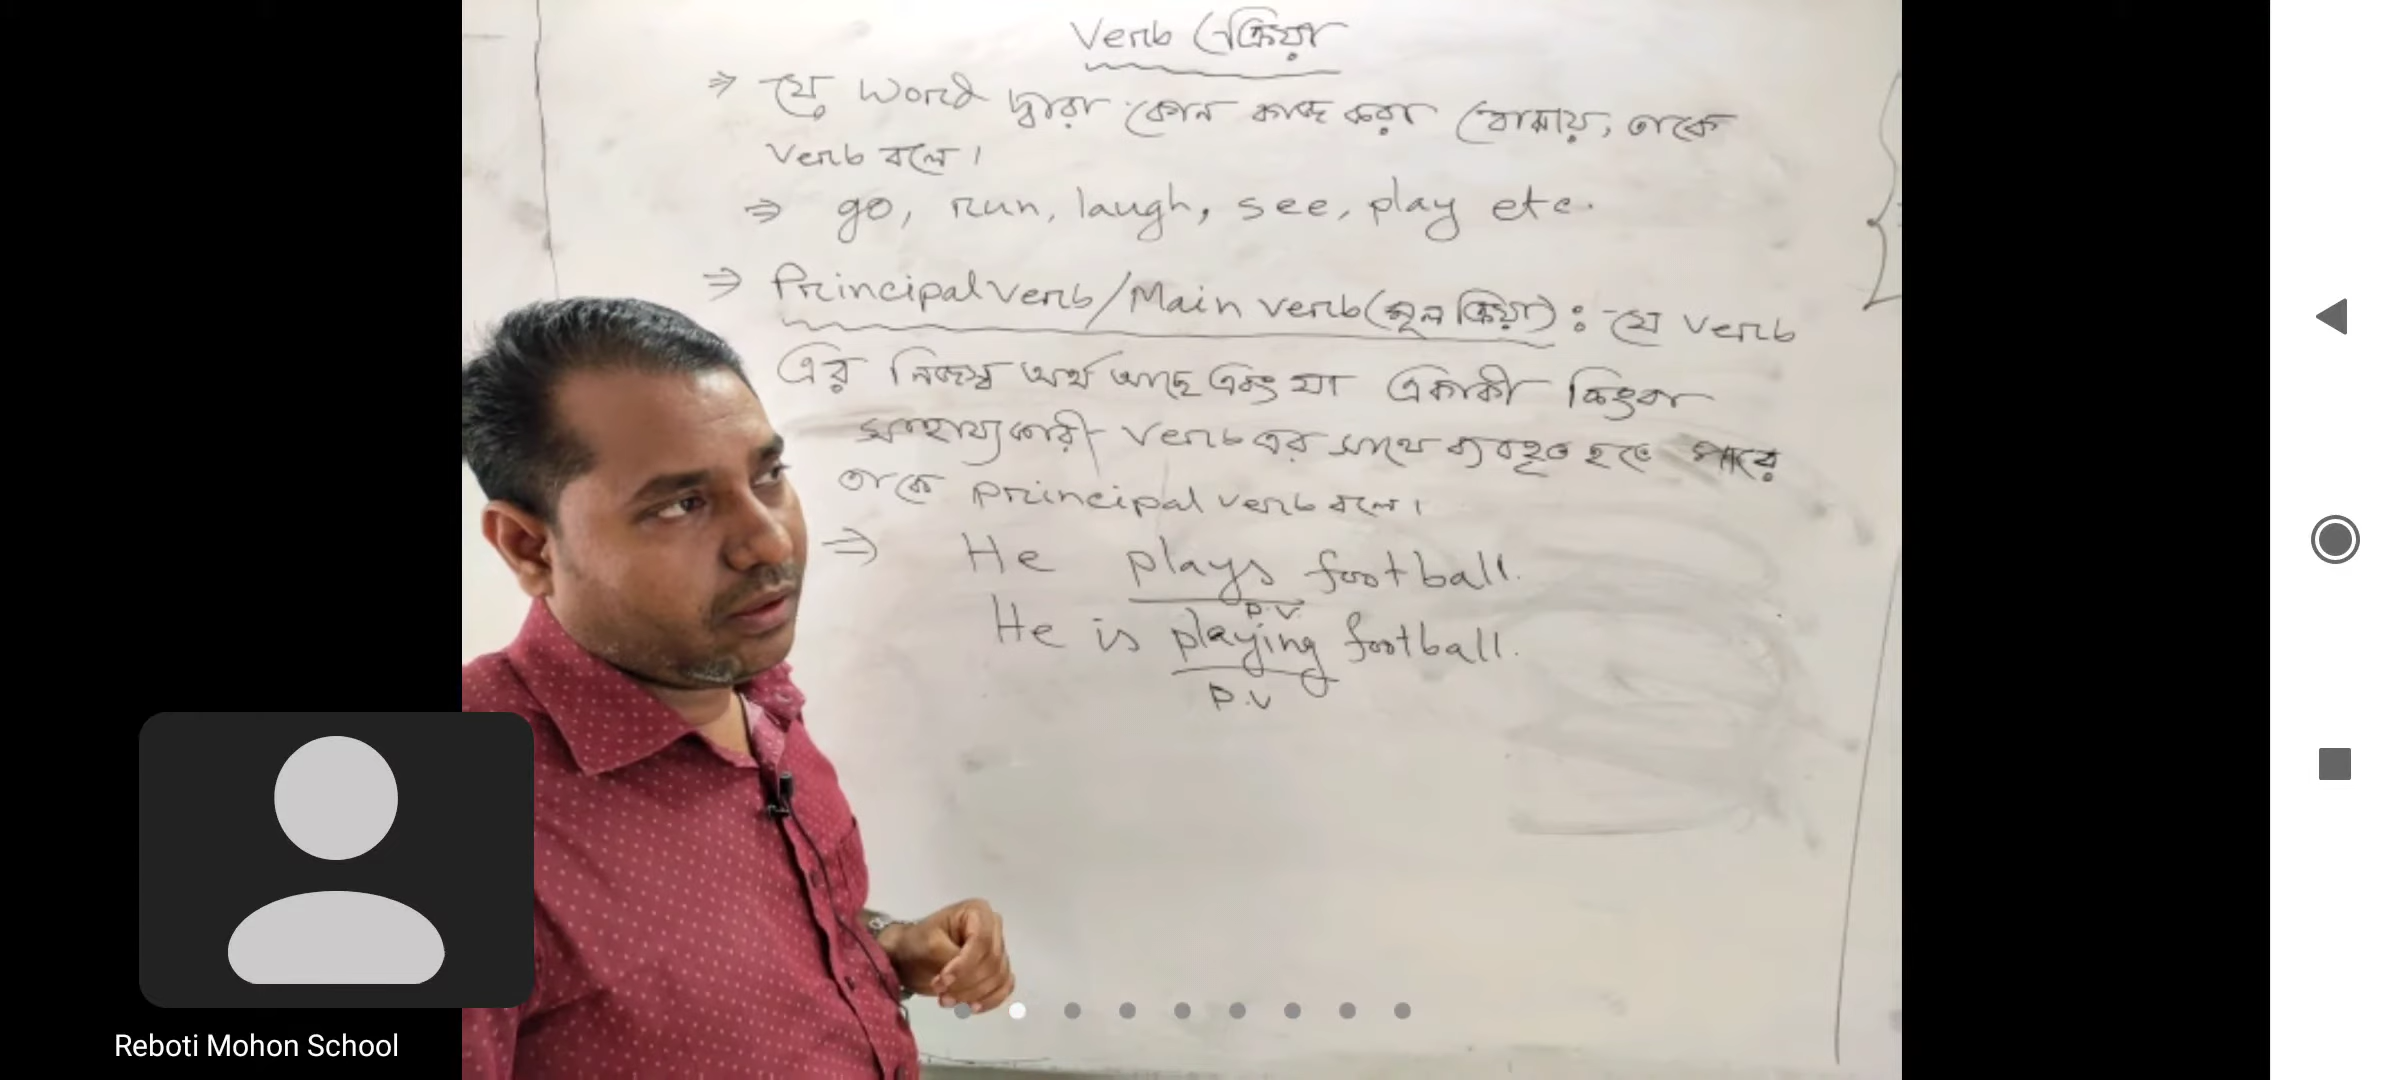 Verb (ক্রিয়া
⇒ যে word দ্বারা কোন কাজ করা বোঝায়, তাকে
Verb বলে।
⇒ go, run, laugh, see, play etc.
⇒ Principal verb/Main verb (মূল ক্রিয়া) : যে verb
এর নিজস্ব অর্থ আছে এবং যা একাকী কিংবা
সাহায্যকারী verb এর সাথে ব্যবহৃত হতে পারে
তাকে principal verb বলে।
⇒ He plays football.
P.V.
He is playing football.
P.V
Reboti Mohon School